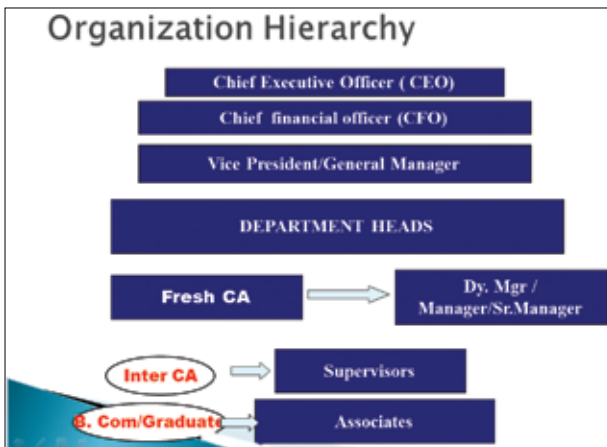 Organization Hierarchy
Chief Executive Officer ( CEO)
Chief financial officer (CFO)
Vice President/General Manager
DEPARTMENT HEADS
Fresh CA
Dy. Mgr /
Manager/Sr.Manager
Inter CA
Supervisors
B. Com/Graduate
Associates